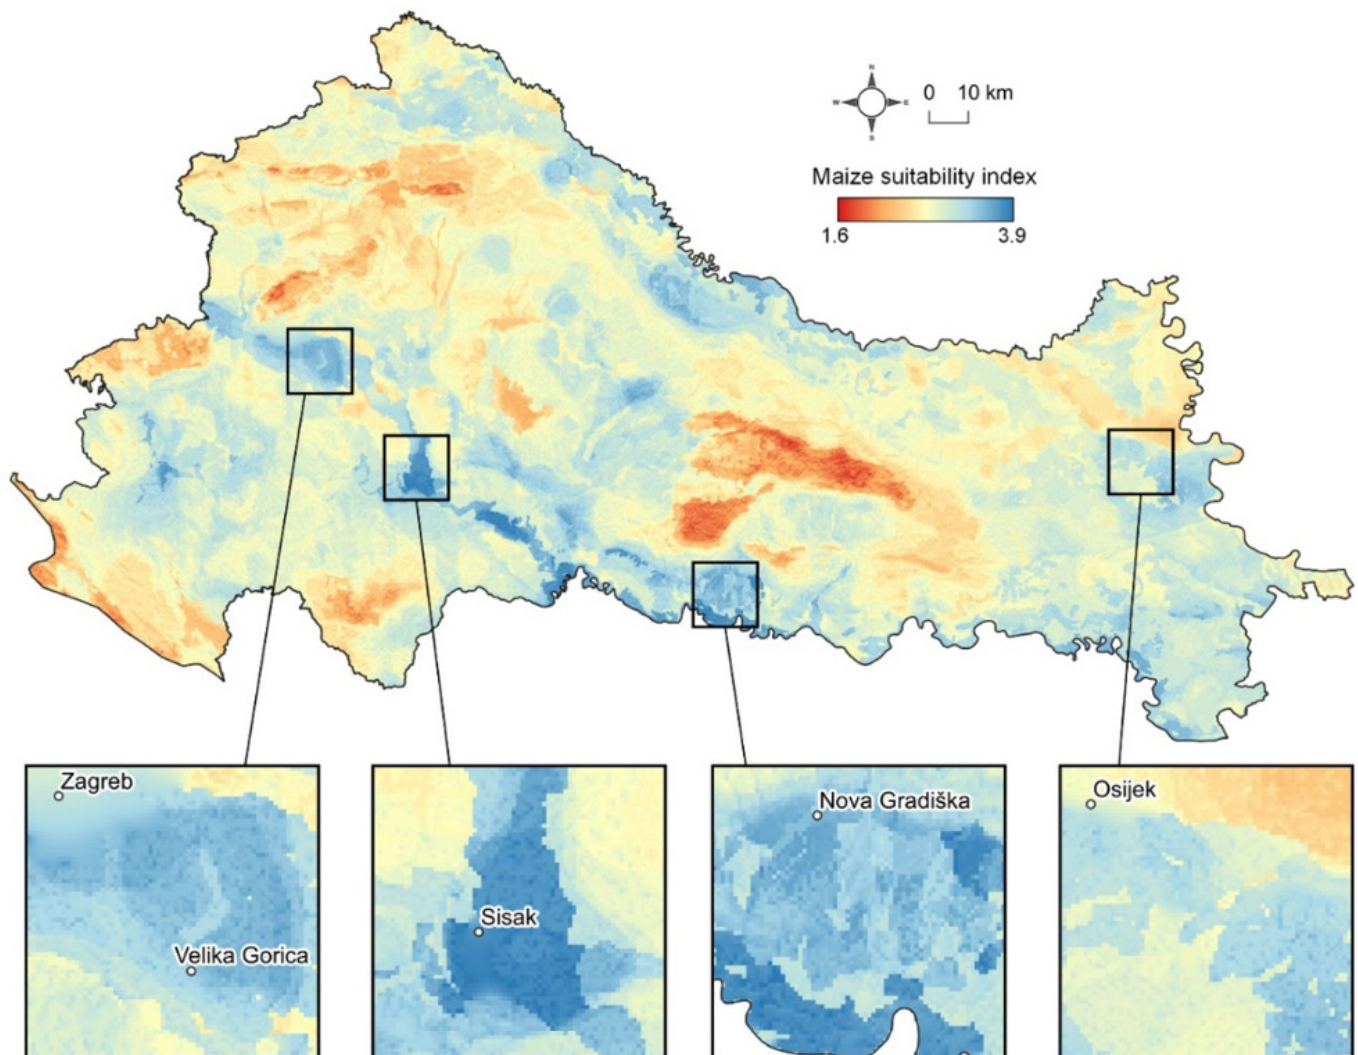 N
W E
S
0 10 km
Maize suitability index
1.6 3.9
Zagreb
Velika Gorica
Sisak
Nova Gradiška
Osijek